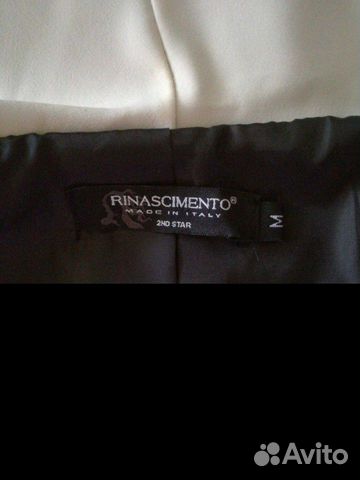 RINASCIMENTO®
MADE IN ITALY
2ND STAR
M
Avito